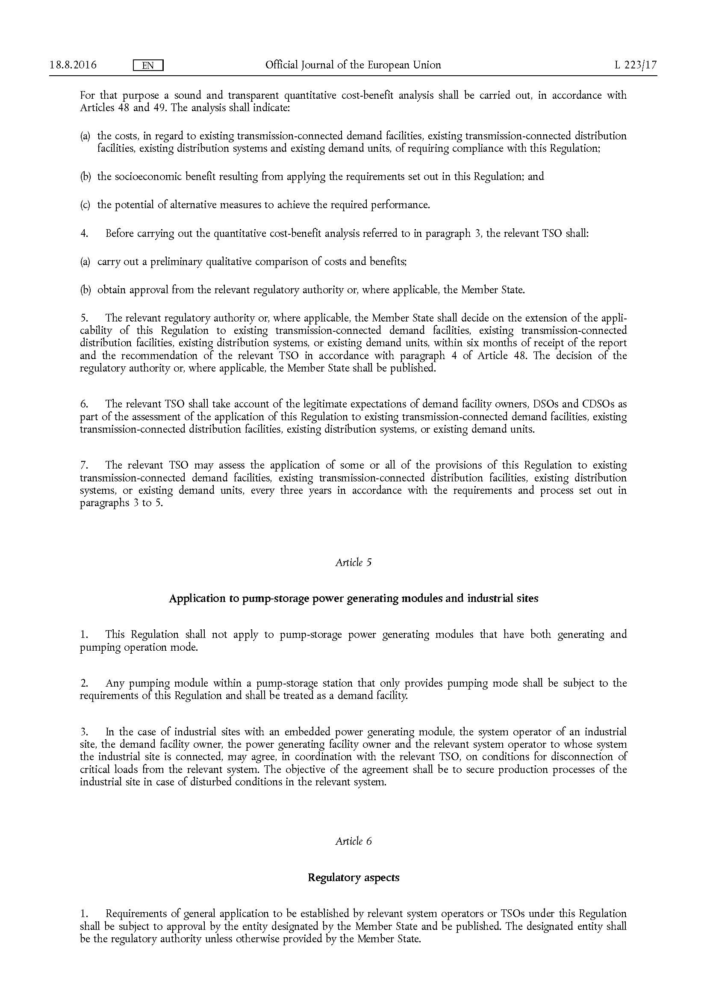 18.8.2016 EN Official Journal of the European Union L 223/17
For that purpose a sound and transparent quantitative cost-benefit analysis shall be carried out, in accordance with
Articles 48 and 49. The analysis shall indicate:
(a) the costs, in regard to existing transmission-connected demand facilities, existing transmission-connected distribution
facilities, existing distribution systems and existing demand units, of requiring compliance with this Regulation;
(b) the socioeconomic benefit resulting from applying the requirements set out in this Regulation; and
(c) the potential of alternative measures to achieve the required performance.
4. Before carrying out the quantitative cost-benefit analysis referred to in paragraph 3, the relevant TSO shall:
(a) carry out a preliminary qualitative comparison of costs and benefits;
(b) obtain approval from the relevant regulatory authority or, where applicable, the Member State.
5. The relevant regulatory authority or, where applicable, the Member State shall decide on the extension of the appli-
cability of this Regulation to existing transmission-connected demand facilities, existing transmission-connected
distribution facilities, existing distribution systems, or existing demand units, within six months of receipt of the report
and the recommendation of the relevant TSO in accordance with paragraph 4 of Article 48. The decision of the
regulatory authority or, where applicable, the Member State shall be published.
6. The relevant TSO shall take account of the legitimate expectations of demand facility owners, DSOs and CDSOs as
part of the assessment of the application of this Regulation to existing transmission-connected demand facilities, existing
transmission-connected distribution facilities, existing distribution systems, or existing demand units.
7. The relevant TSO may assess the application of some or all of the provisions of this Regulation to existing
transmission-connected demand facilities, existing transmission-connected distribution facilities, existing distribution
systems, or existing demand units, every three years in accordance with the requirements and process set out in
paragraphs 3 to 5.
Article 5
Application to pump-storage power generating modules and industrial sites
1. This Regulation shall not apply to pump-storage power generating modules that have both generating and
pumping operation mode.
2. Any pumping module within a pump-storage station that only provides pumping mode shall be subject to the
requirements of this Regulation and shall be treated as a demand facility.
3. In the case of industrial sites with an embedded power generating module, the system operator of an industrial
site, the demand facility owner, the power generating facility owner and the relevant system operator to whose system
the industrial site is connected, may agree, in coordination with the relevant TSO, on conditions for disconnection of
critical loads from the relevant system. The objective of the agreement shall be to secure production processes of the
industrial site in case of disturbed conditions in the relevant system.
Article 6
Regulatory aspects
1. Requirements of general application to be established by relevant system operators or TSOs under this Regulation
shall be subject to approval by the entity designated by the Member State and be published. The designated entity shall
be the regulatory authority unless otherwise provided by the Member State.